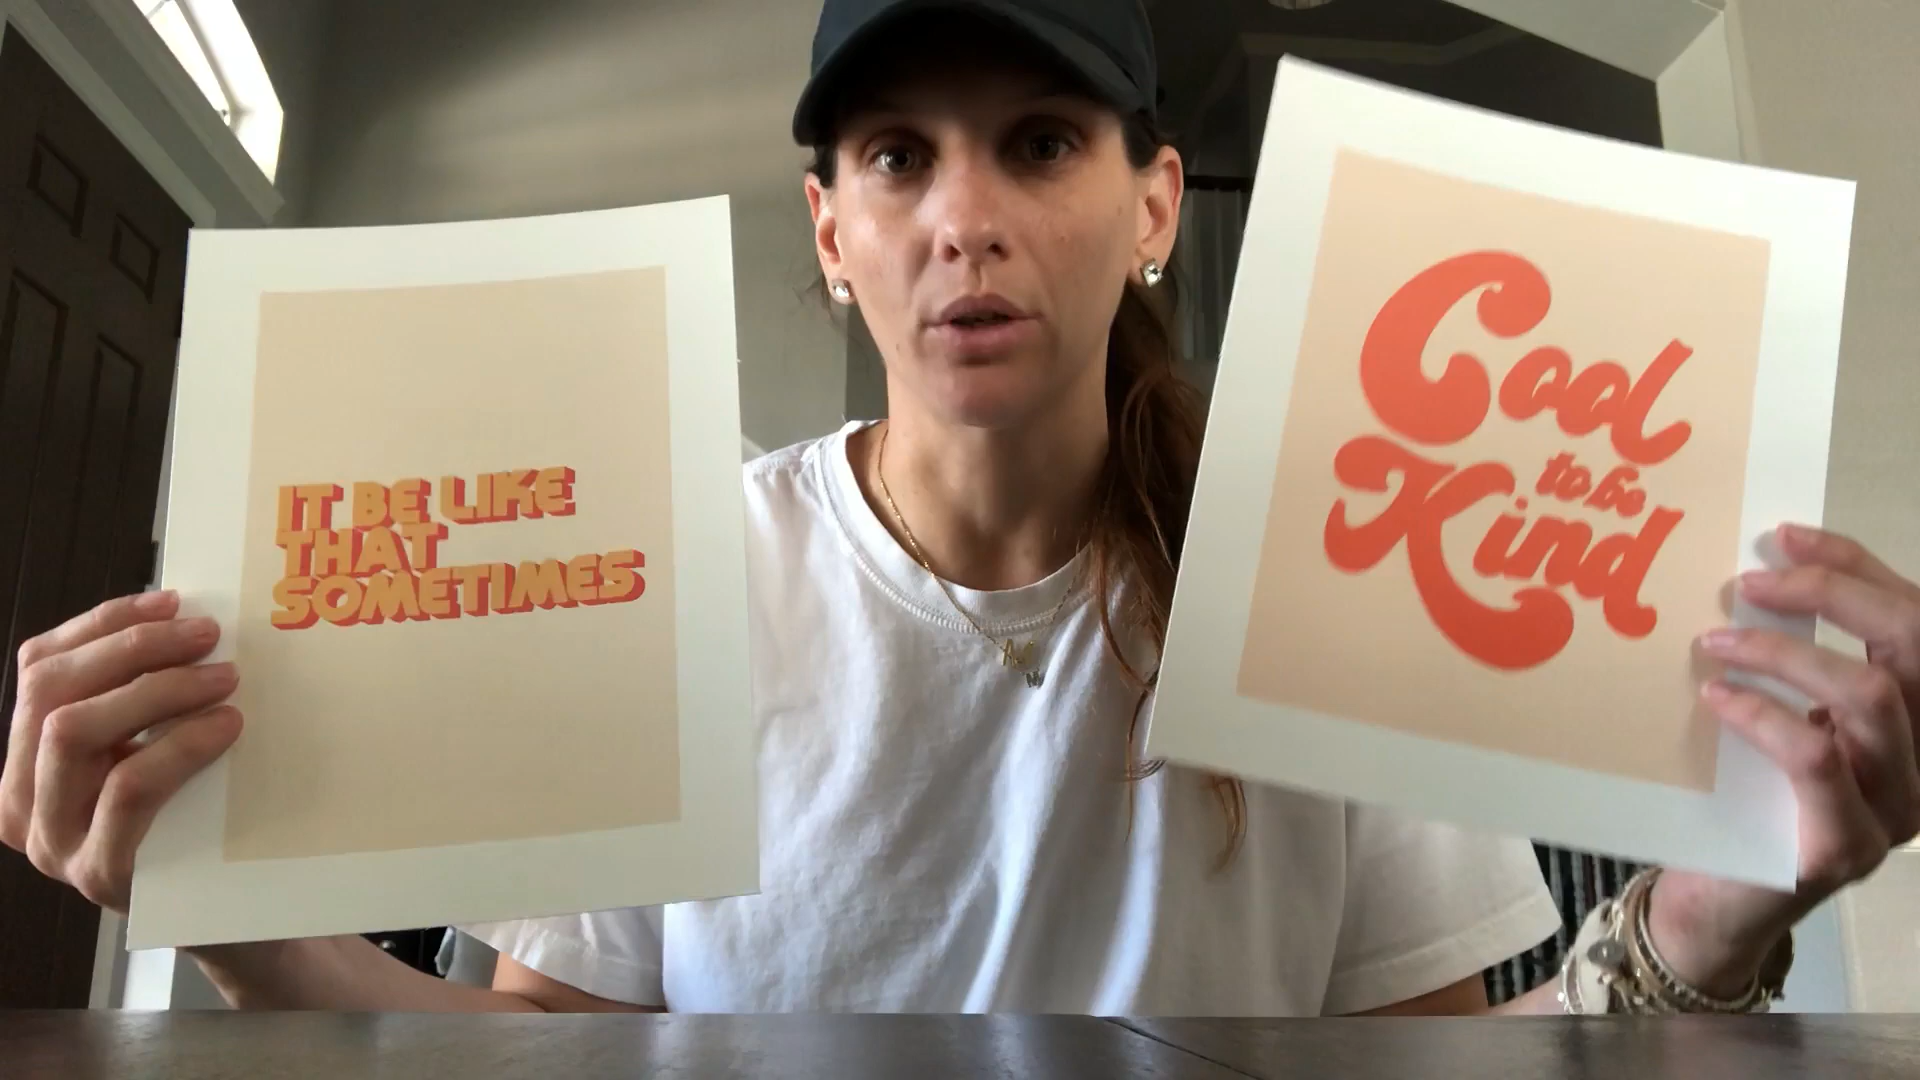 IT BE LIKE
THAT
SOMETIMES
Cool
to be
Kind